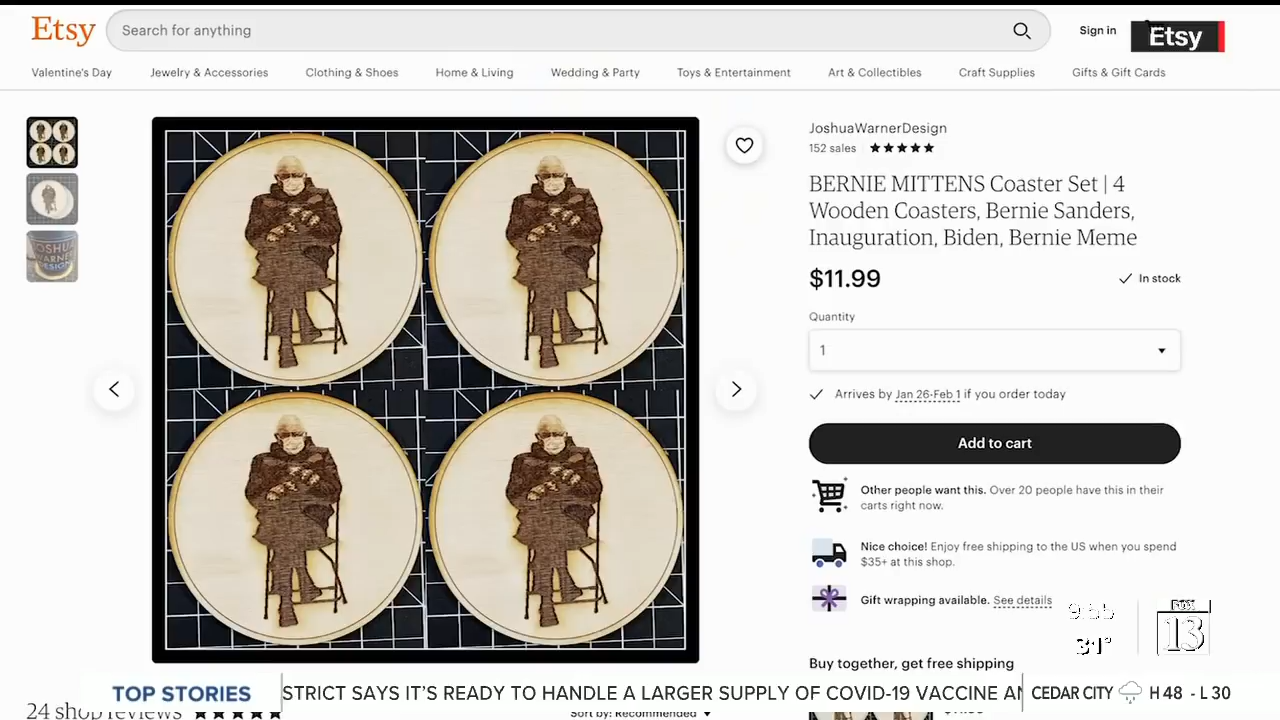 Etsy
Search for anything
Sign in
Etsy
Valentine's Day
Jewelry & Accessories
Clothing & Shoes
Home & Living
Wedding & Party
Toys & Entertainment
Art & Collectibles
Craft Supplies
Gifts & Gift Cards
JOSHUA
WARNER
DESIGN
JoshuaWarnerDesign
152 sales
BERNIE MITTENS Coaster Set | 4
Wooden Coasters, Bernie Sanders,
Inauguration, Biden, Bernie Meme
$11.99
In stock
Quantity
1
Arrives by Jan 26-Feb 1 if you order today
Add to cart
Other people want this. Over 20 people have this in their
carts right now.
Nice choice! Enjoy free shipping to the US when you spend
$35+ at this shop.
Gift wrapping available. See details
31°
13
Buy together, get free shipping
TOP STORIES
STRICT SAYS IT'S READY TO HANDLE A LARGER SUPPLY OF COVID-19 VACCINE
CEDAR CITY H 48 - L 30
24 shop reviews
Sort by: Recommended